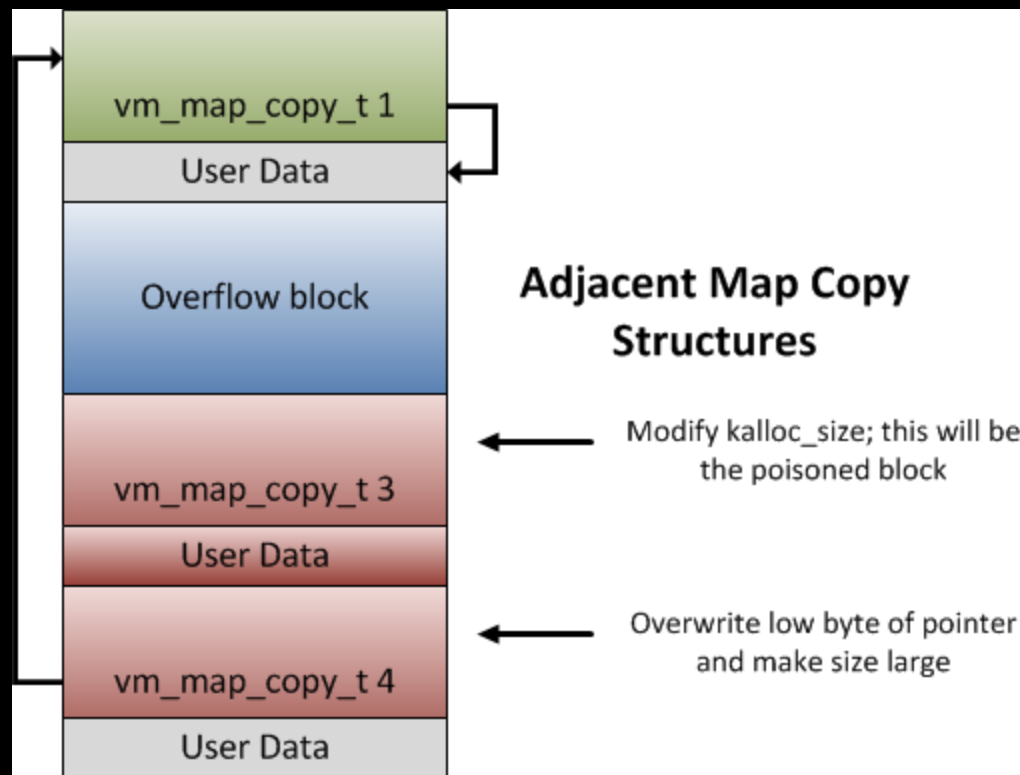 vm_map_copy_t 1
User Data
Overflow block
Adjacent Map Copy
Structures
Modify kalloc_size; this will be
the poisoned block
vm_map_copy_t 3
User Data
Overwrite low byte of pointer
and make size large
vm_map_copy_t 4
User Data